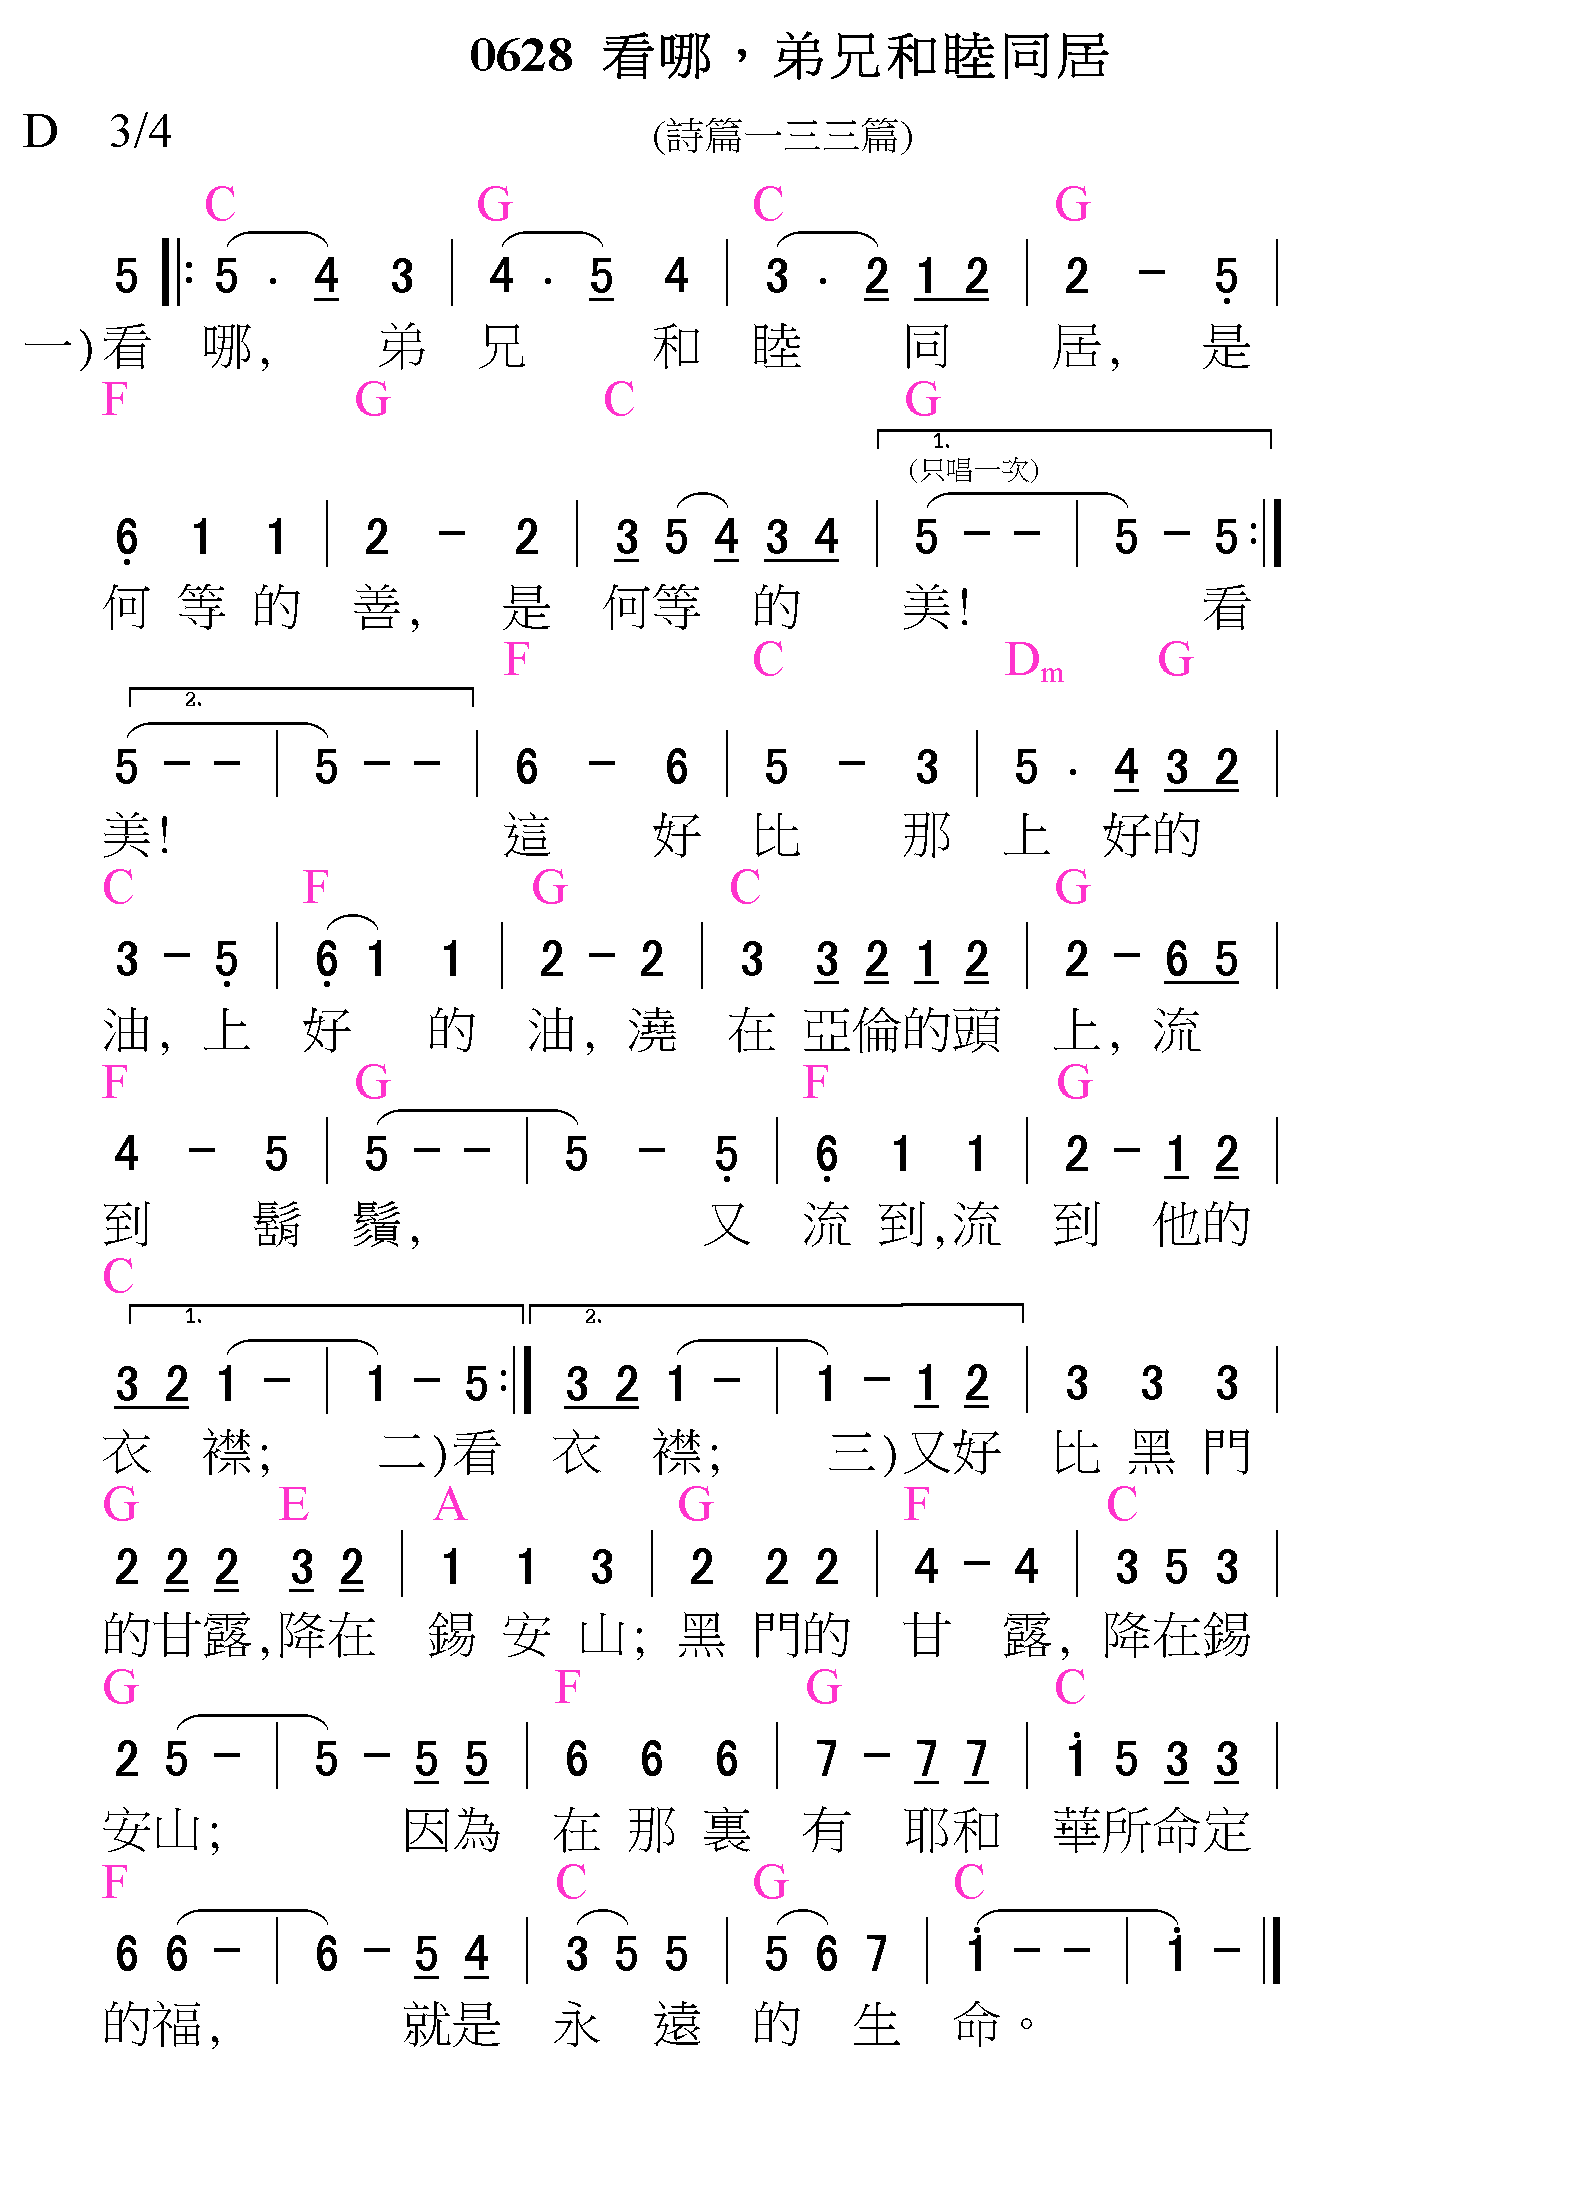 0628 看哪，弟兄和睦同居
D 3/4 (詩篇一三三篇)
C G C G
5 ‖: 5 . 4 3 | 4 . 5 4 | 3 . 2 1 2 | 2 - 5 |
一)看 哪, 弟 兄 和 睦 同 居, 是
F G C G
1.
(只唱一次)
6 1 1 | 2 - 2 | 3 5 4 3 4 | 5 - - | 5 - 5 :‖
何 等 的 善, 是 何等 的 美! 看
F C Dm G
2.
5 - - | 5 - - | 6 - 6 | 5 - 3 | 5 . 4 3 2 |
美! 這 好 比 那 上 好的
C F G C G
3 - 5 | 6 1 1 | 2 - 2 | 3 3 2 1 2 | 2 - 6 5 |
油, 上 好 的 油, 澆 在 亞倫的頭 上, 流
F G F G
4 - 5 | 5 - - | 5 - 5 | 6 1 1 | 2 - 1 2 |
到 鬍 鬚, 又 流 到,流 到 他的
C
1. 2.
3 2 1 - | 1 - 5 :‖ 3 2 1 - | 1 - 1 2 | 3 3 3 |
衣 襟; 二)看 衣 襟; 三)又好 比 黑 門
G E A G F C
2 2 2 3 2 | 1 1 3 | 2 2 2 | 4 - 4 | 3 5 3 |
的甘露,降在 錫 安 山; 黑 門的 甘 露, 降在錫
G F G C
2 5 - | 5 - 5 5 | 6 6 6 | 7 - 7 7 | 1 5 3 3 |
安山; 因為 在 那 裏 有 耶和 華所命定
F C G C
6 6 - | 6 - 5 4 | 3 5 5 | 5 6 7 | 1 - - | 1 - ‖
的福, 就是 永 遠 的 生 命。